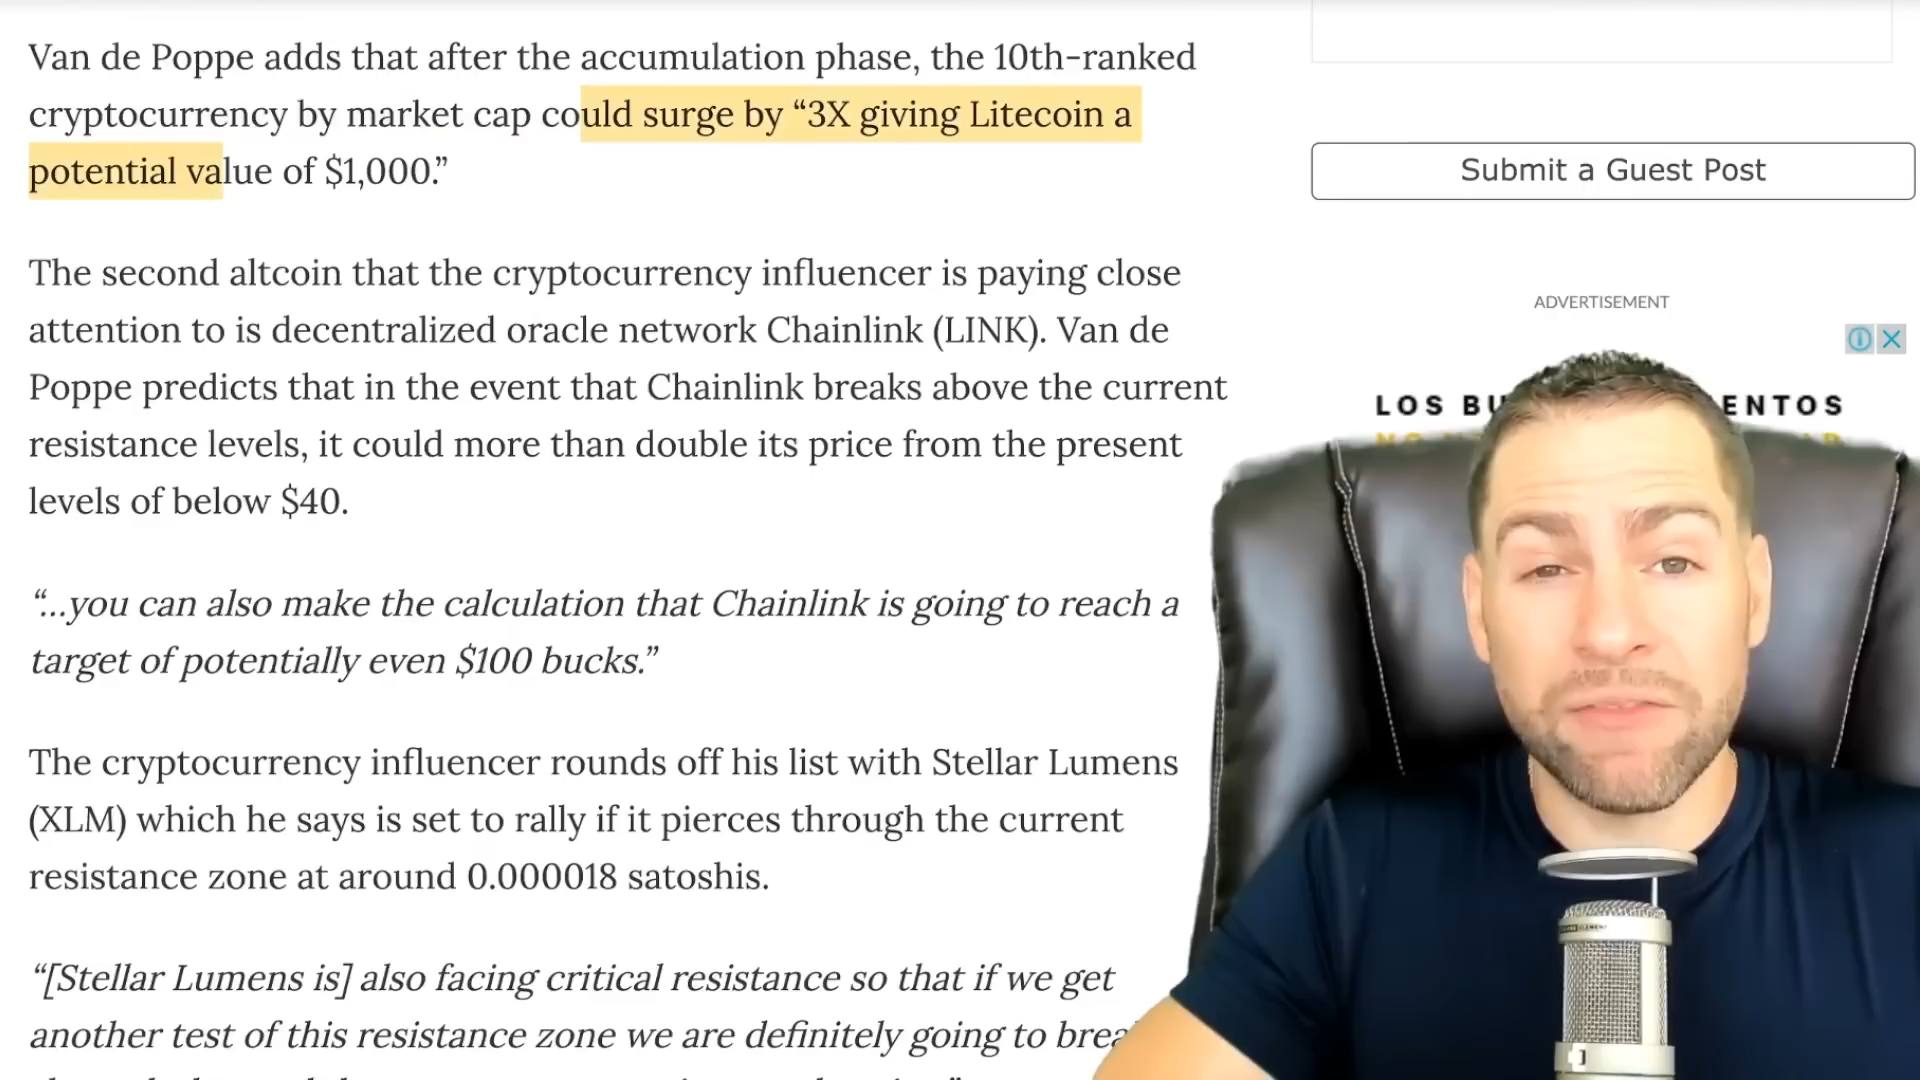 Van de Poppe adds that after the accumulation phase, the 10th-ranked
cryptocurrency by market cap could surge by “3X giving Litecoin a
potential value of $1,000.”
The second altcoin that the cryptocurrency influencer is paying close
attention to is decentralized oracle network Chainlink (LINK). Van de
Poppe predicts that in the event that Chainlink breaks above the current
resistance levels, it could more than double its price from the present
levels of below $40.
“…you can also make the calculation that Chainlink is going to reach a
target of potentially even $100 bucks.”
The cryptocurrency influencer rounds off his list with Stellar Lumens
(XLM) which he says is set to rally if it pierces through the current
resistance zone at around 0.000018 satoshis.
“[Stellar Lumens is] also facing critical resistance so that if we get
another test of this resistance zone we are definitely going to
Submit a Guest Post
ADVERTISEMENT
LOS